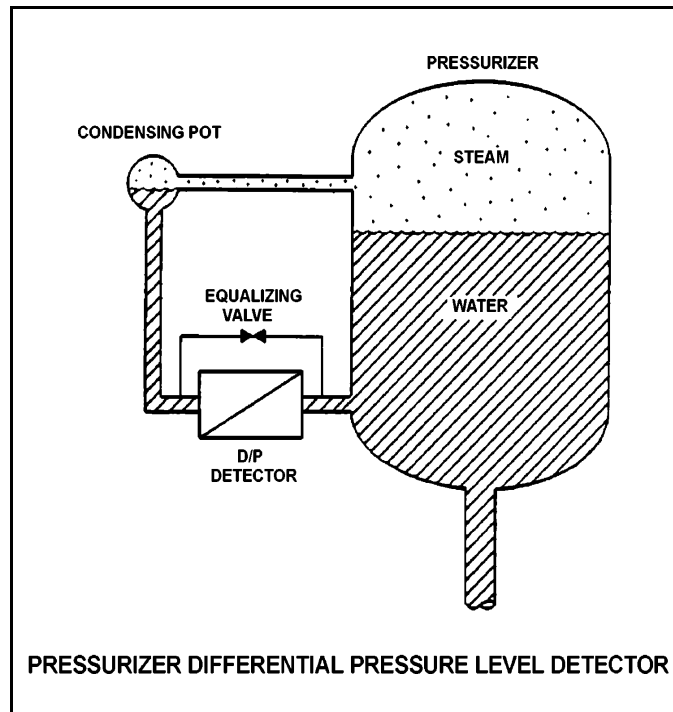 PRESSURIZER
CONDENSING POT
STEAM
EQUALIZING
VALVE
WATER
D/P
DETECTOR
PRESSURIZER DIFFERENTIAL PRESSURE LEVEL DETECTOR